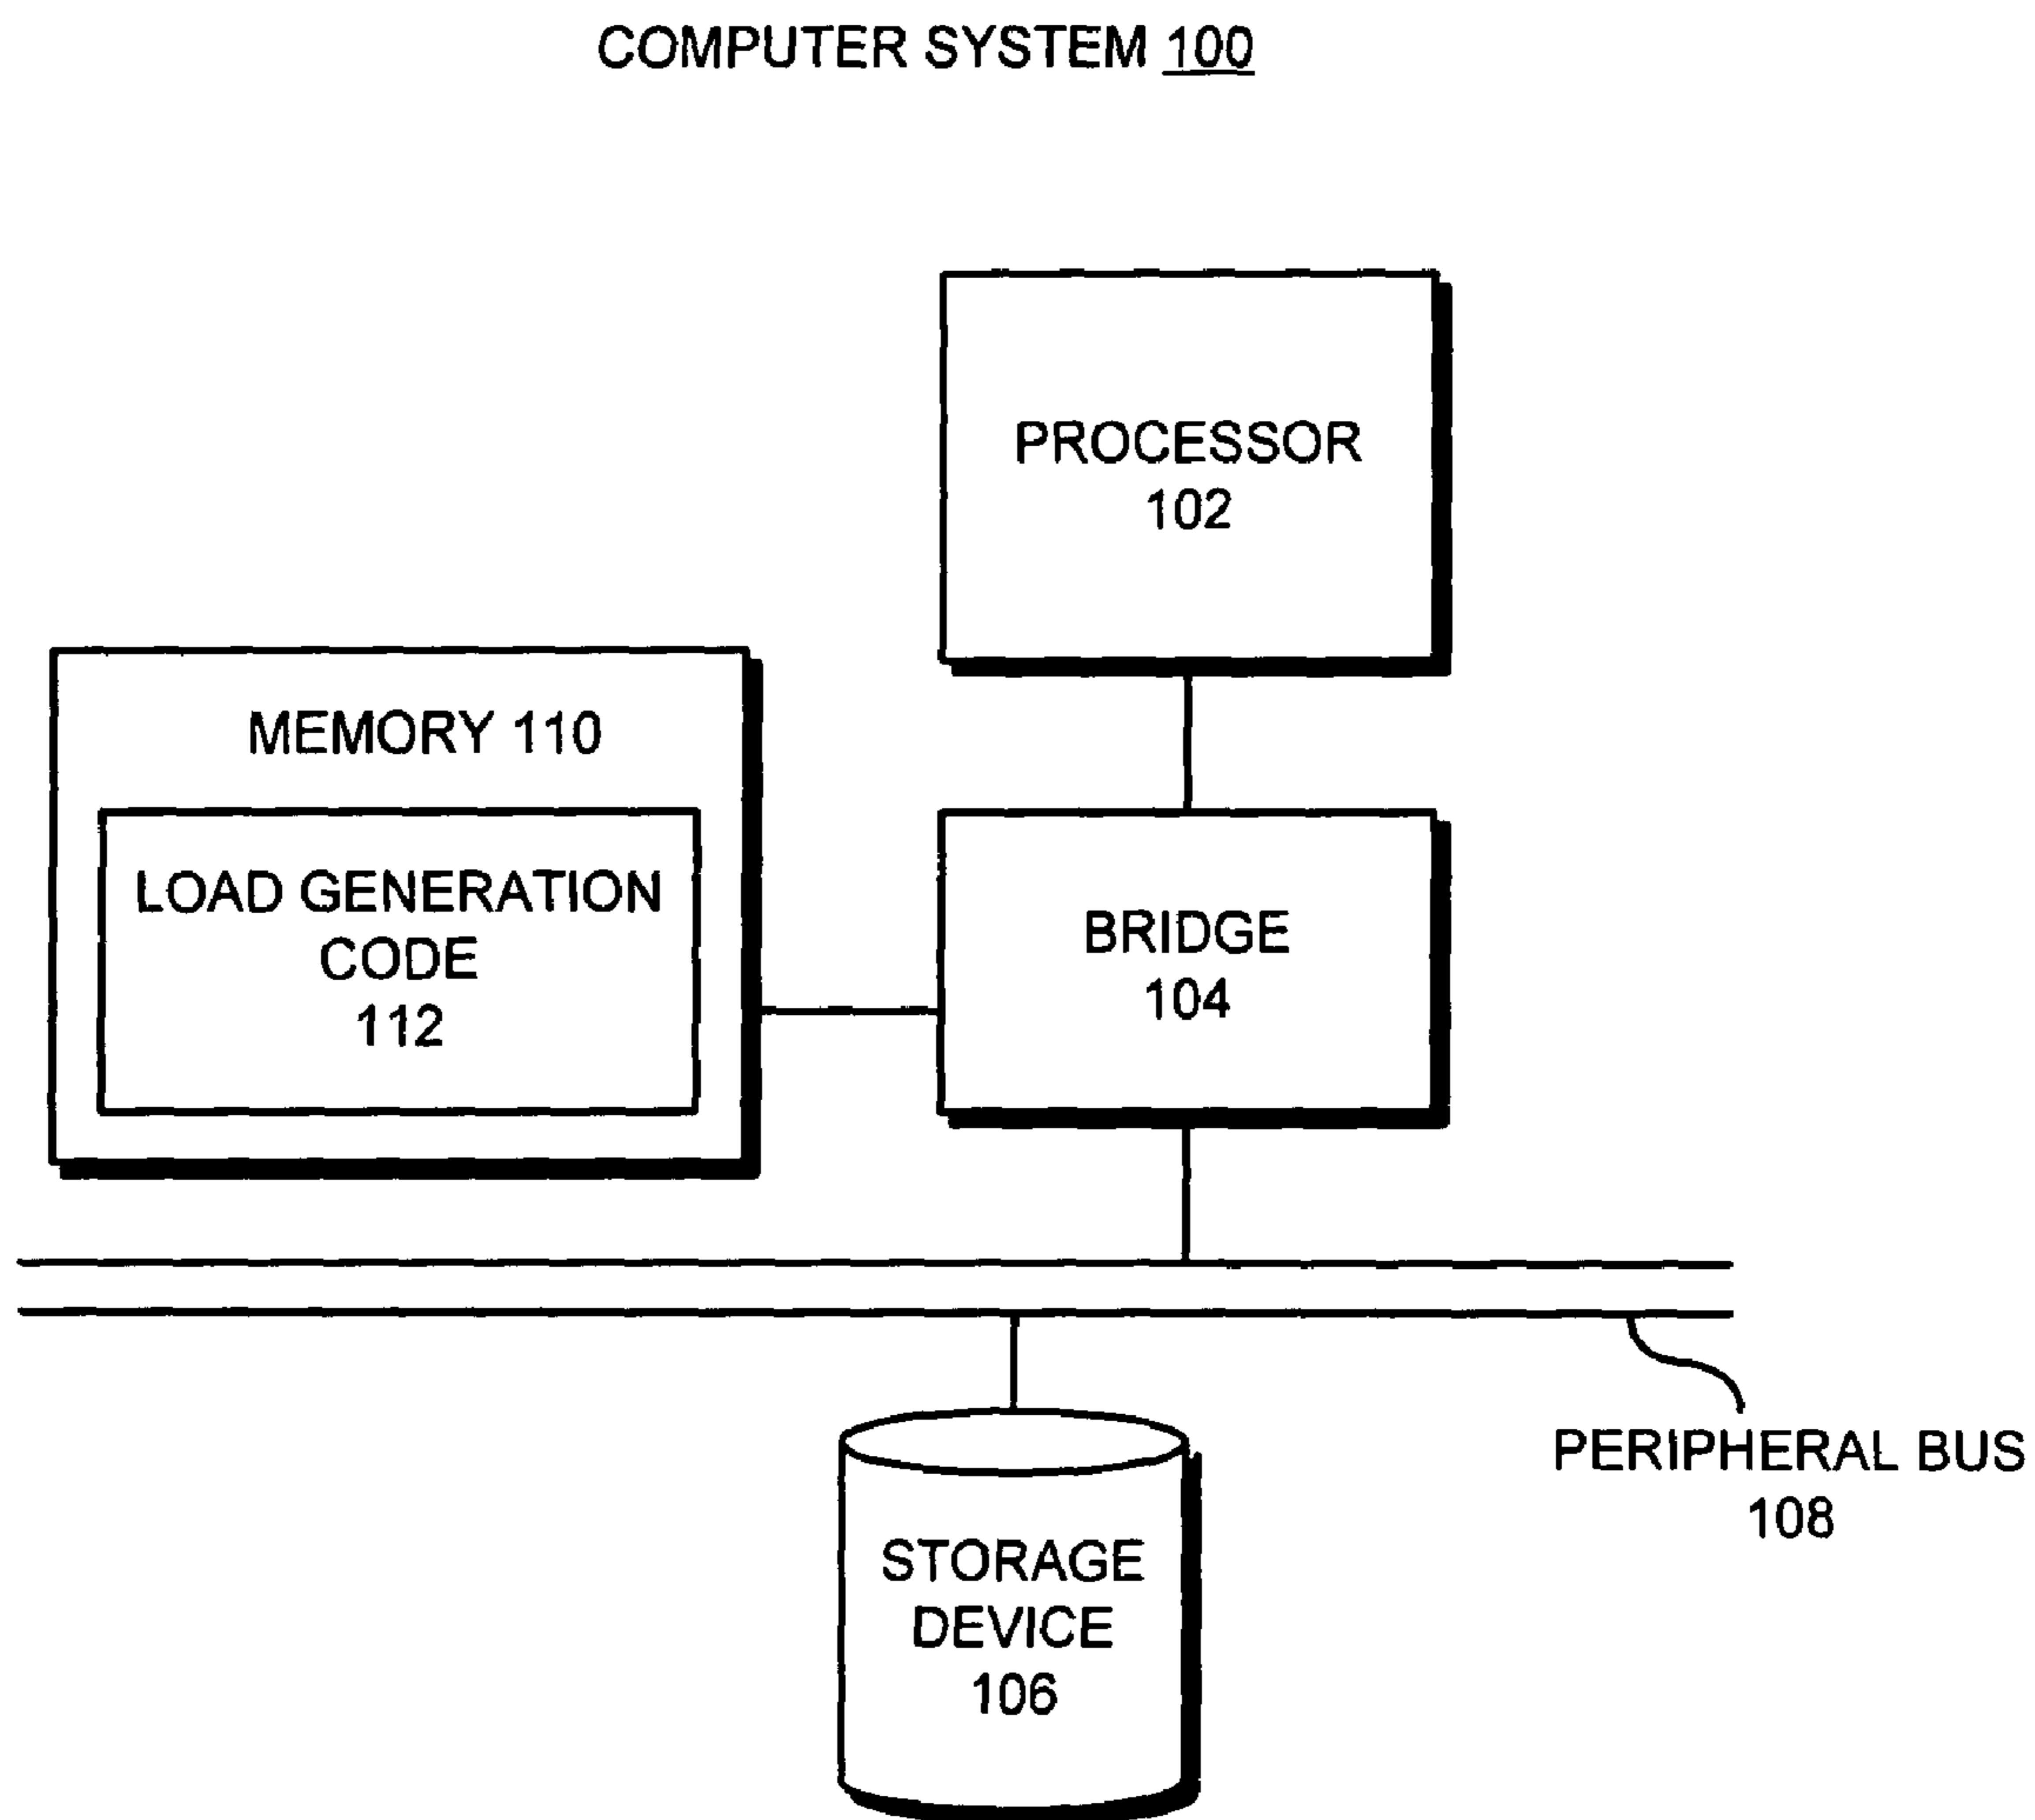 COMPUTER SYSTEM 100
PROCESSOR
102
MEMORY 110
LOAD GENERATION
CODE
112
BRIDGE
104
PERIPHERAL BUS
108
STORAGE
DEVICE
106